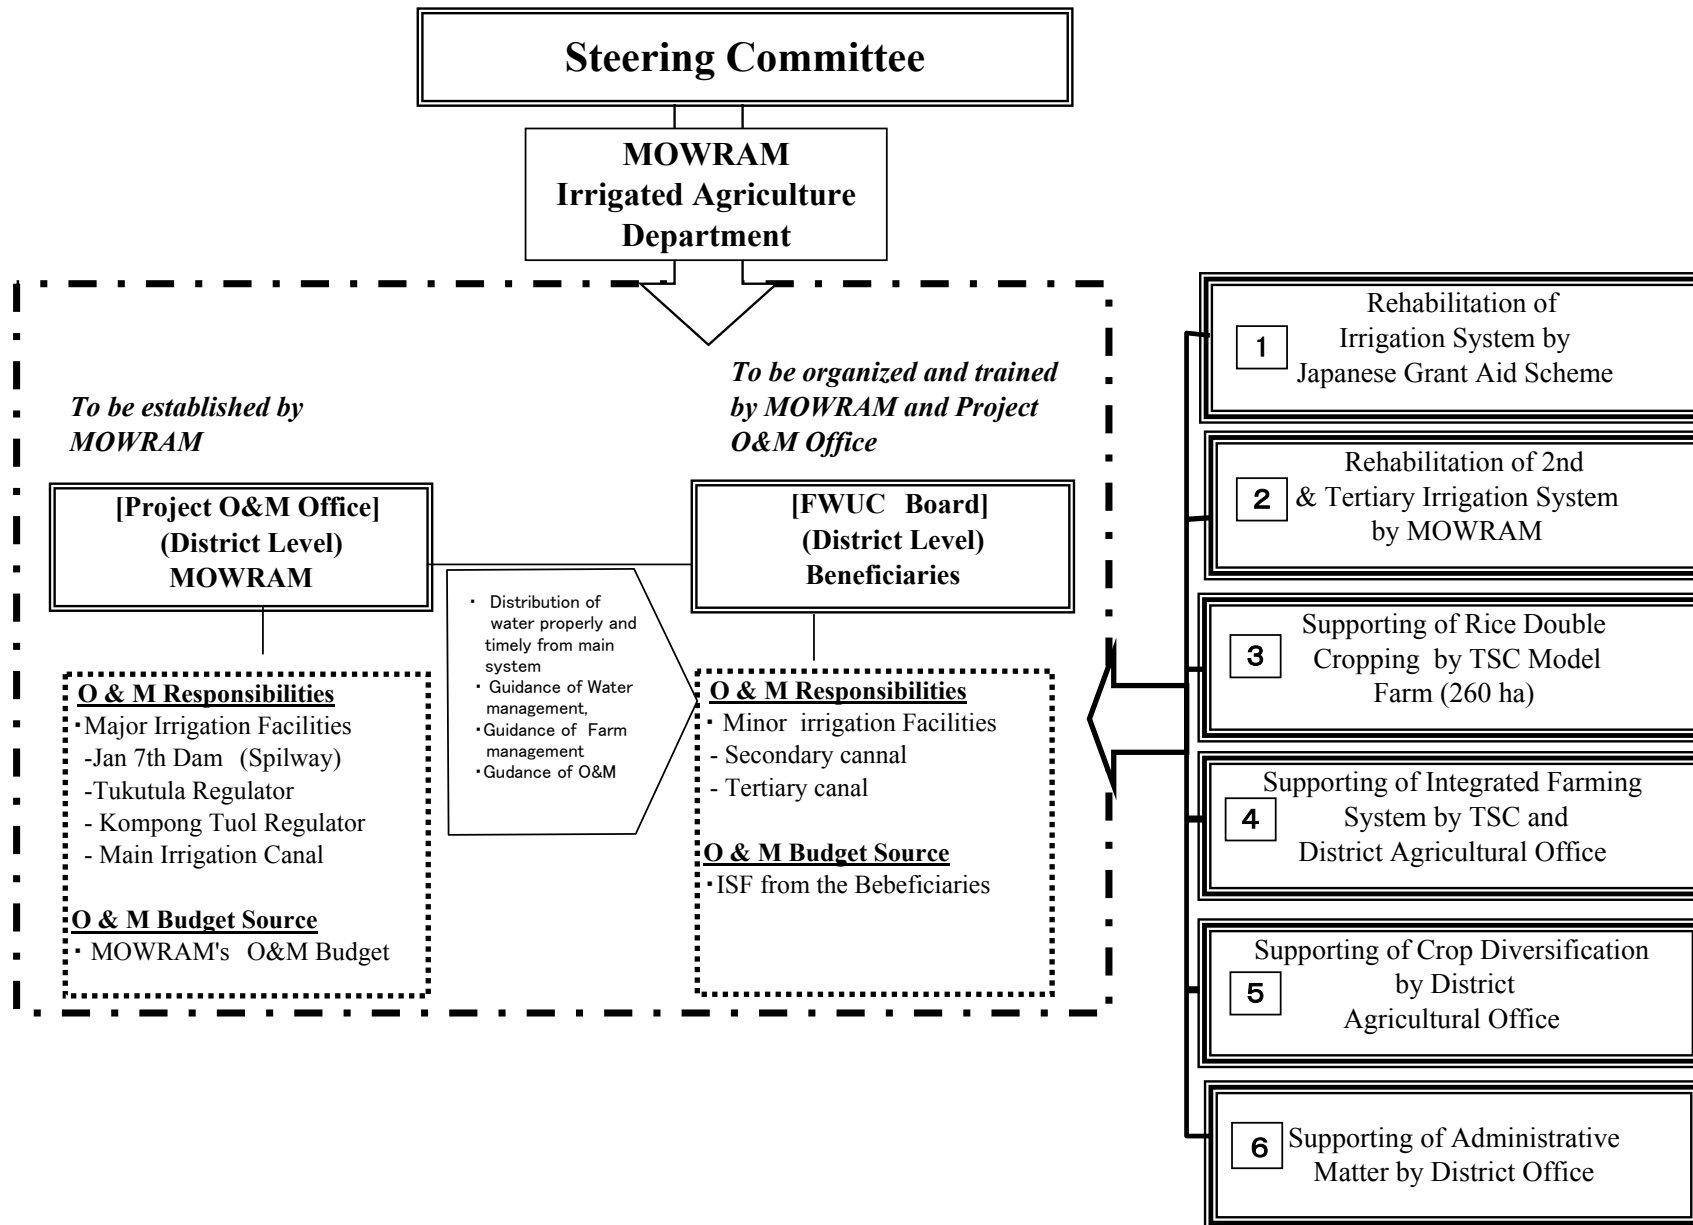 Steering Committee
MOWRAM
Irrigated Agriculture
Department
To be established by
MOWRAM
To be organized and trained
by MOWRAM and Project
O&M Office
[Project O&M Office]
(District Level)
MOWRAM
[FWUC Board]
(District Level)
Beneficiaries
・ Distribution of
water properly and
timely from main
system
・Guidance of Water
management,
・Guidance of Farm
management
・Gudance of O&M
O & M Responsibilities
・Major Irrigation Facilities
-Jan 7th Dam (Spilway)
-Tukutula Regulator
- Kompong Tuol Regulator
- Main Irrigation Canal
O & M Budget Source
・ MOWRAM's O&M Budget
O & M Responsibilities
・ Minor irrigation Facilities
- Secondary cannal
- Tertiary canal
O & M Budget Source
・ISF from the Bebeficiaries
1
Rehabilitation of
Irrigation System by
Japanese Grant Aid Scheme
2
Rehabilitation of 2nd
& Tertiary Irrigation System
by MOWRAM
3
Supporting of Rice Double
Cropping by TSC Model
Farm (260 ha)
4
Supporting of Integrated Farming
System by TSC and
District Agricultural Office
5
Supporting of Crop Diversification
by District
Agricultural Office
6
Supporting of Administrative
Matter by District Office